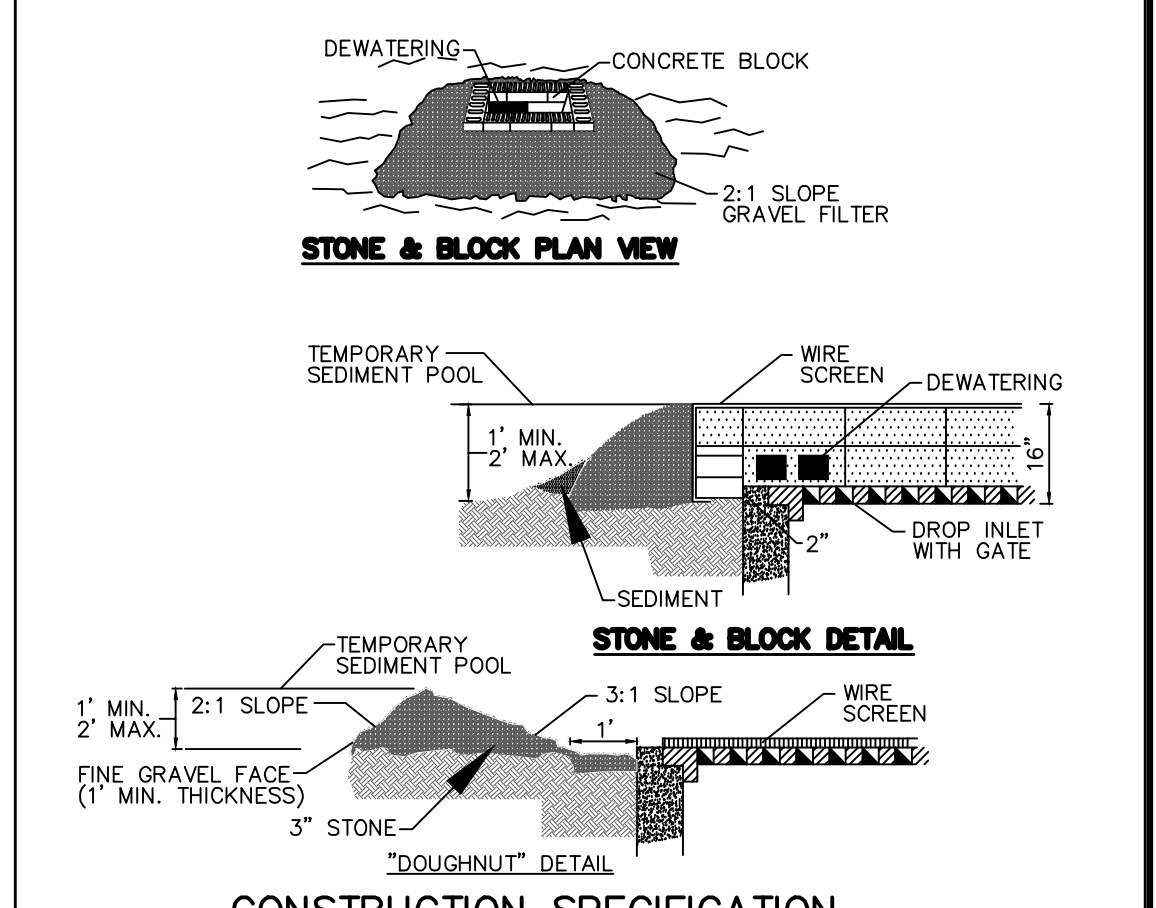 DEWATERING
CONCRETE BLOCK
2:1 SLOPE
GRAVEL FILTER
STONE & BLOCK PLAN VIEW
TEMPORARY
SEDIMENT POOL
WIRE
SCREEN
DEWATERING
1' MIN.
2' MAX.
16"
DROP INLET
WITH GATE
2"
SEDIMENT
STONE & BLOCK DETAIL
TEMPORARY
SEDIMENT POOL
1' MIN.
2' MAX.
2:1 SLOPE
3:1 SLOPE
1'
WIRE
SCREEN
FINE GRAVEL FACE
(1' MIN. THICKNESS)
3" STONE
"DOUGHNUT" DETAIL
CONSTRUCTION SPECIFICATION